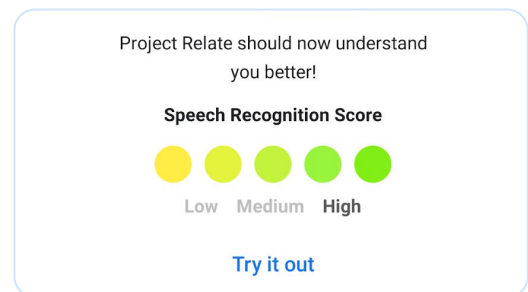 Project Relate should now understand
you better!
Speech Recognition Score
Low Medium High
Try it out